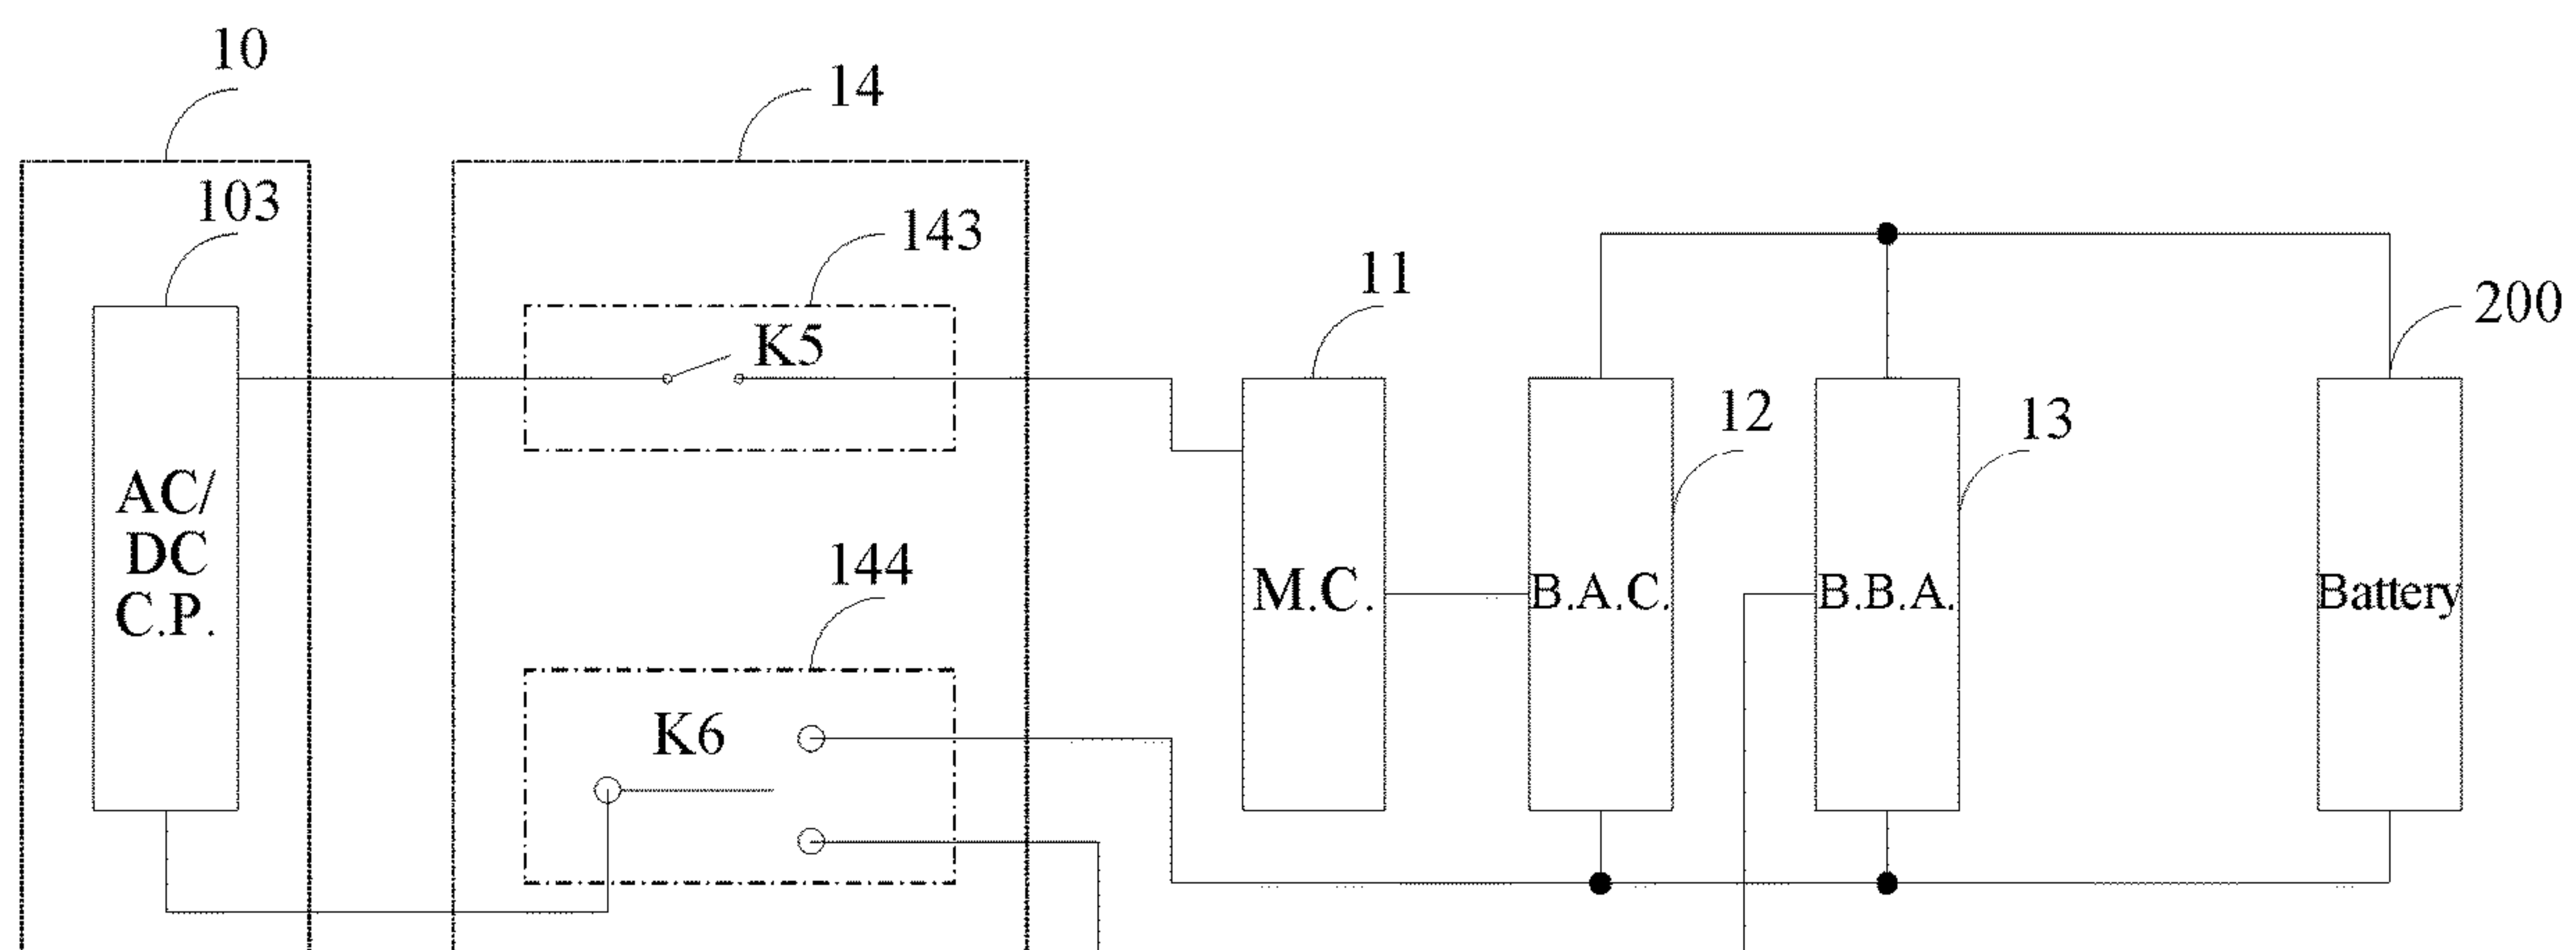 10
14
103
143
11
200
K5
12
13
AC/
DC
C.P.
144
M.C.
B.A.C.
B.B.A.
Battery
K6